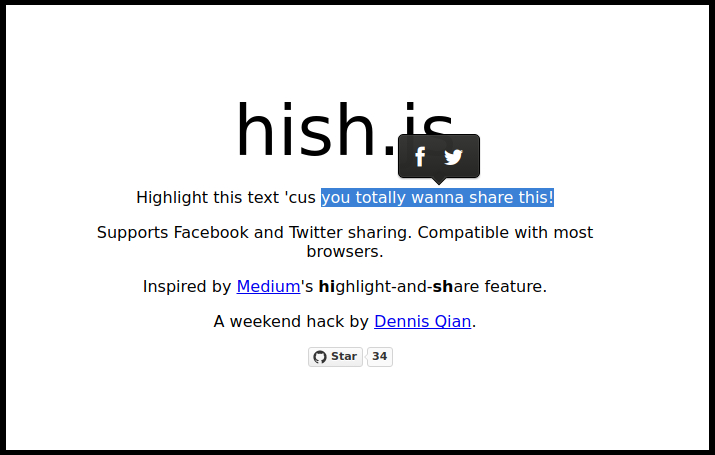 hish.js
Highlight this text 'cus you totally wanna share this!
Supports Facebook and Twitter sharing. Compatible with most
browsers.
Inspired by Medium's highlight-and-share feature.
A weekend hack by Dennis Qian.
Star 34